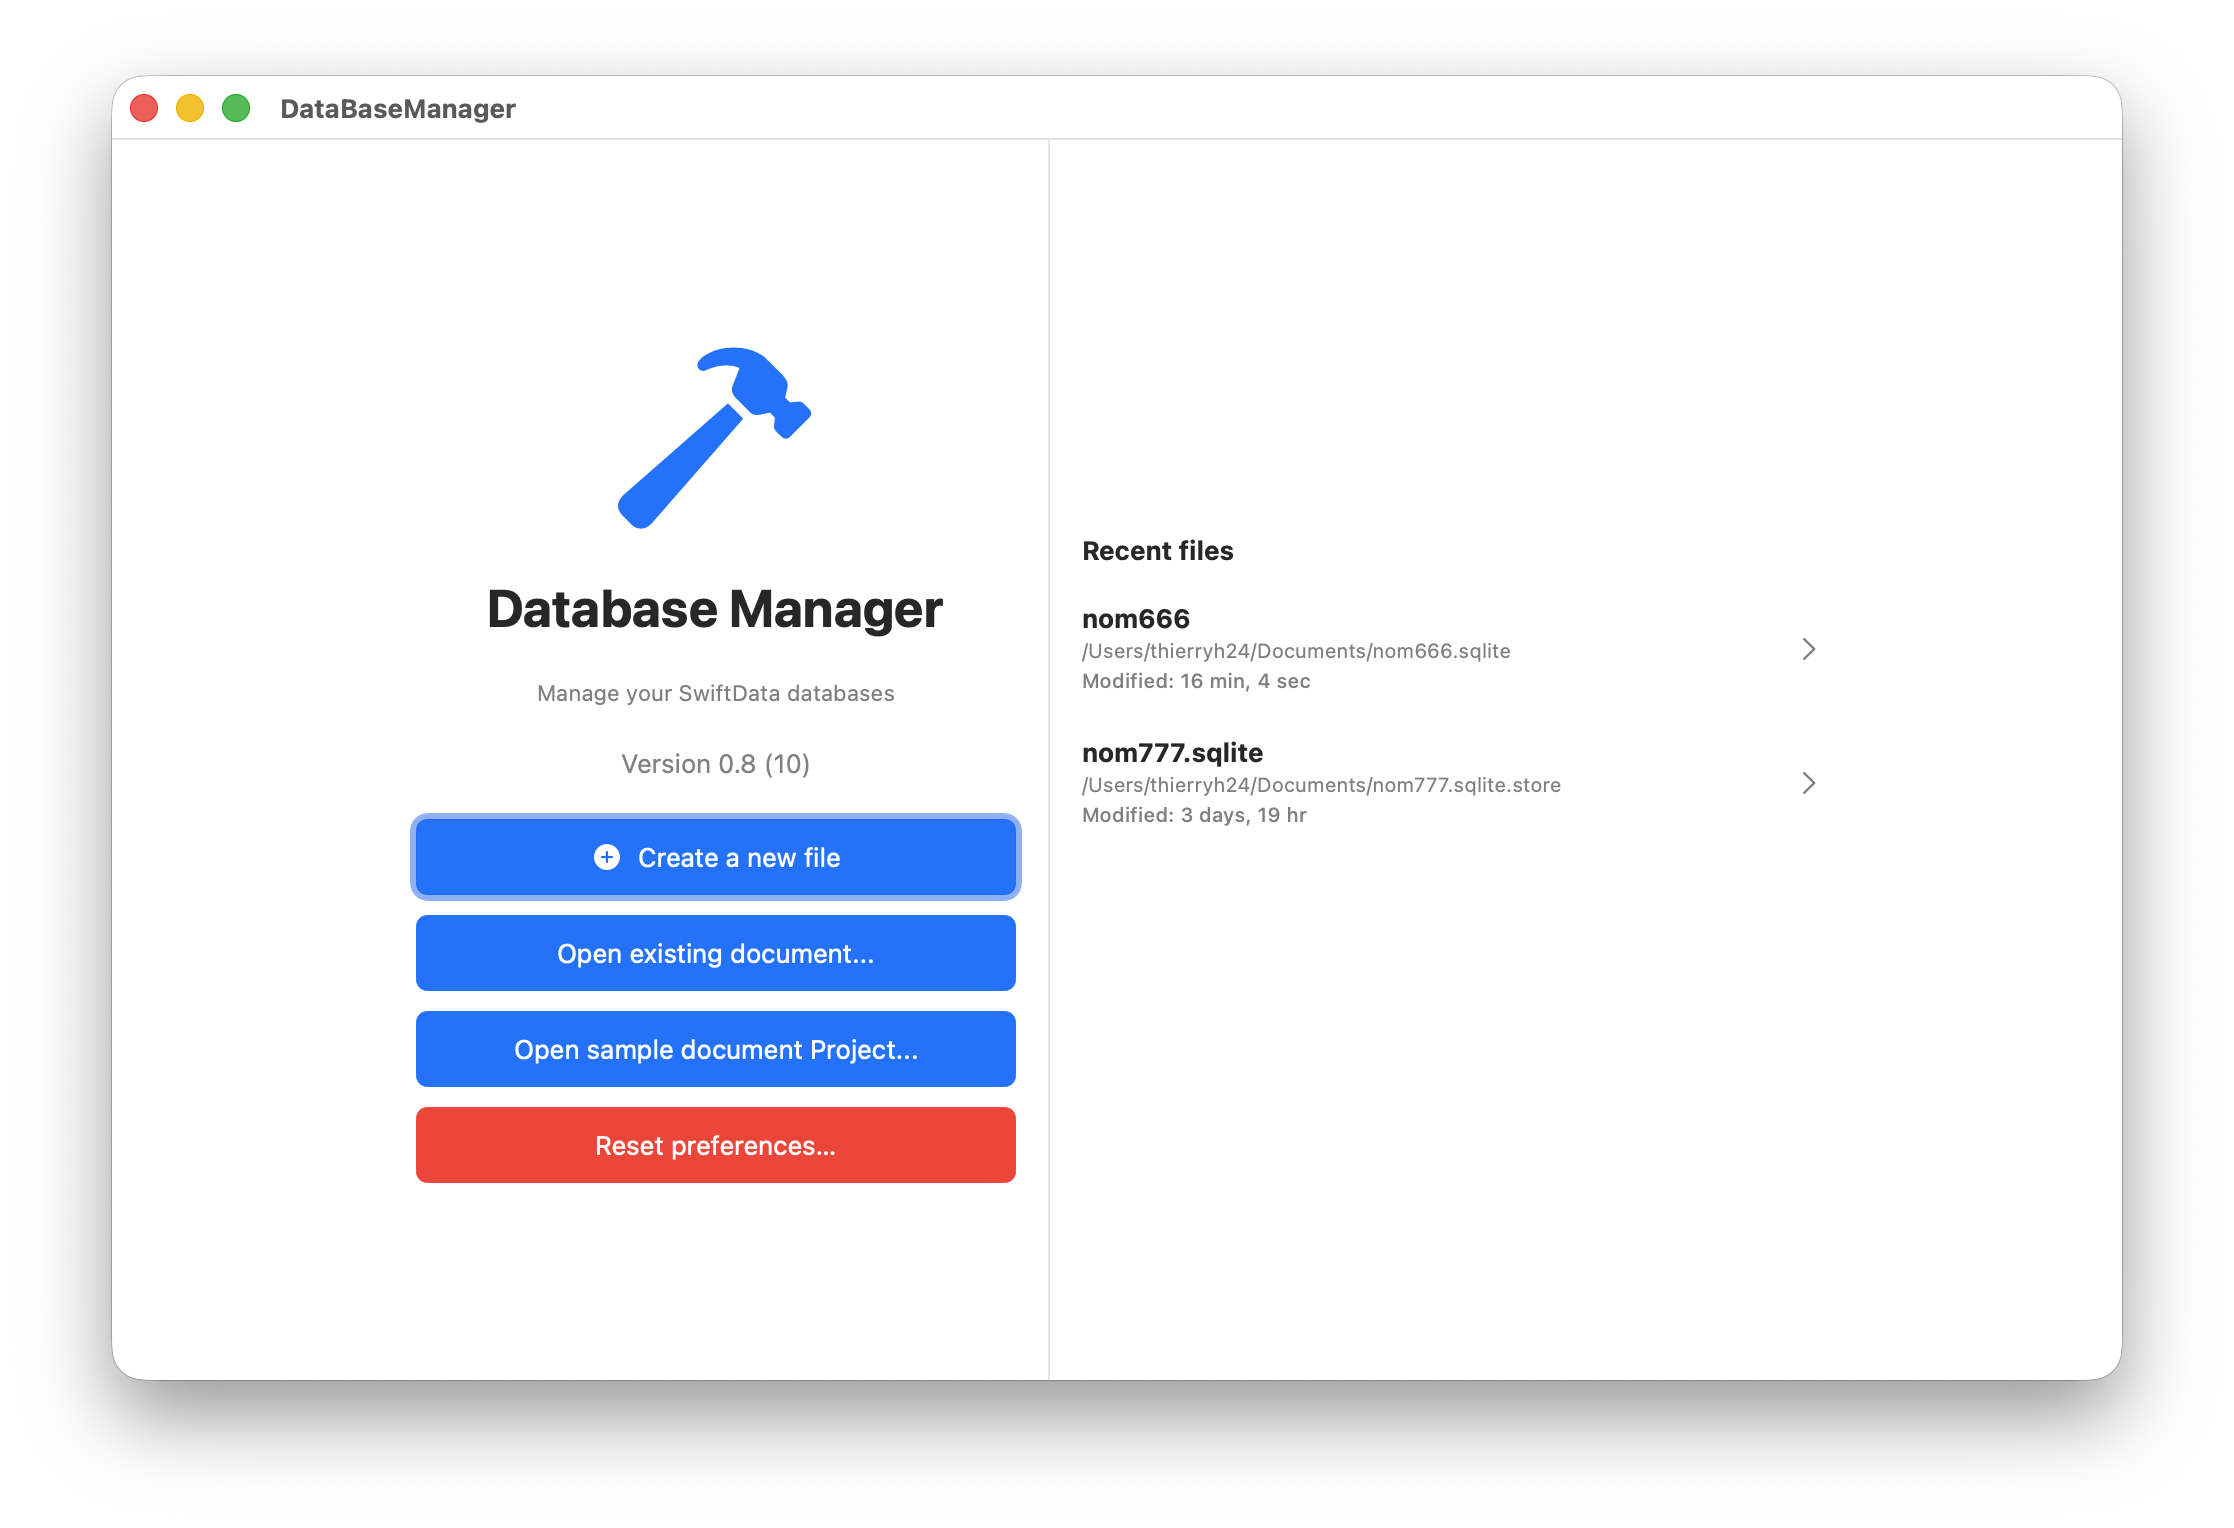 DataBaseManager
Database Manager
Manage your SwiftData databases
Version 0.8 (10)
Create a new file
Open existing document...
Open sample document Project...
Reset preferences...
Recent files
nom666
/Users/thierryh24/Documents/nom666.sqlite
Modified: 16 min, 4 sec
nom777.sqlite
/Users/thierryh24/Documents/nom777.sqlite.store
Modified: 3 days, 19 hr